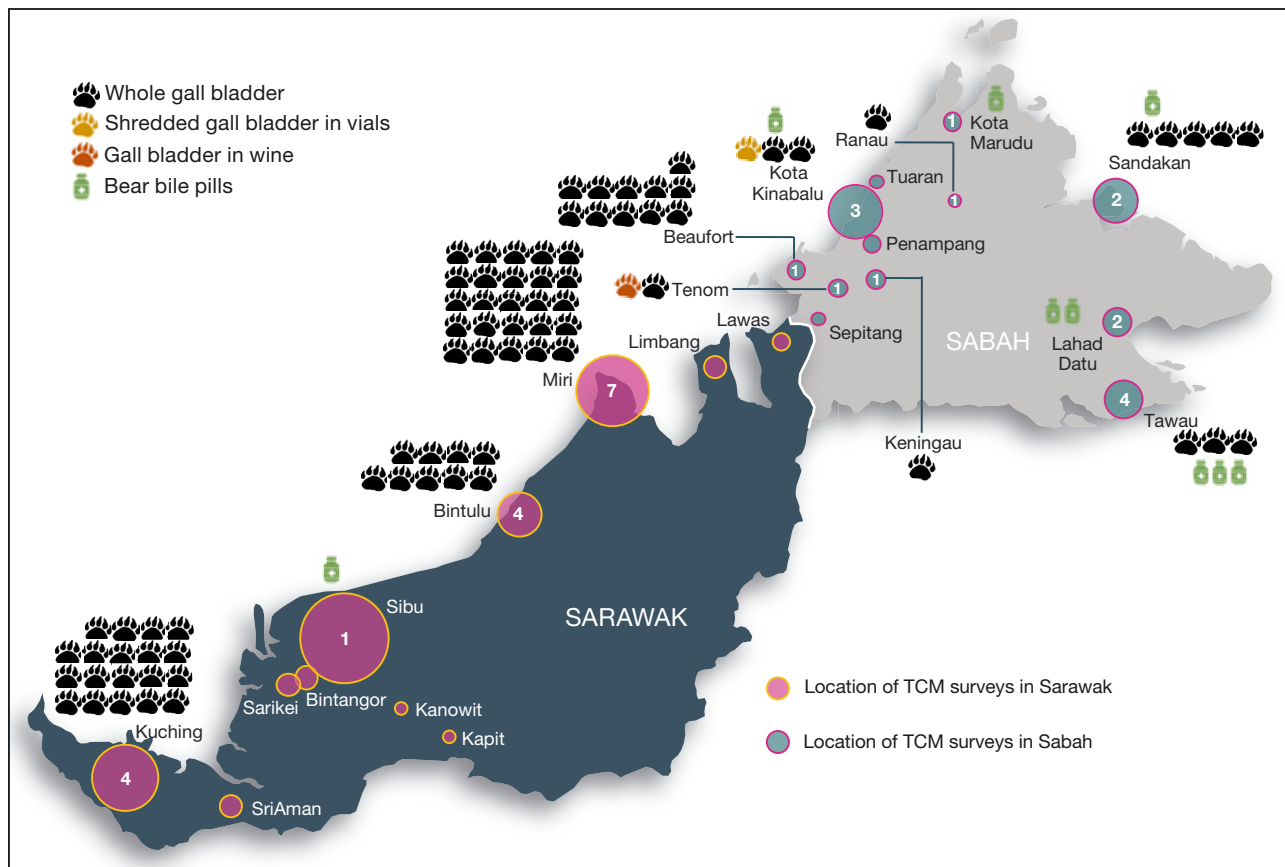 Whole gall bladder
Shredded gall bladder in vials
Gall bladder in wine
Bear bile pills
Ranau
1
Kota
Marudu
Sandakan
2
Kota
Kinabalu
Tuaran
3
1
Penampang
Beaufort
1
1
Tenom
1
Sepitang
Lawas
Limbang
SABAH
2
Lahad
Datu
Miri
7
4
Tawau
Keningau
Bintulu
4
Sibu
1
SARAWAK
Sarikei
Bintangor
Kanowit
Kapit
Kuching
4
SriAman
Location of TCM surveys in Sarawak
Location of TCM surveys in Sabah